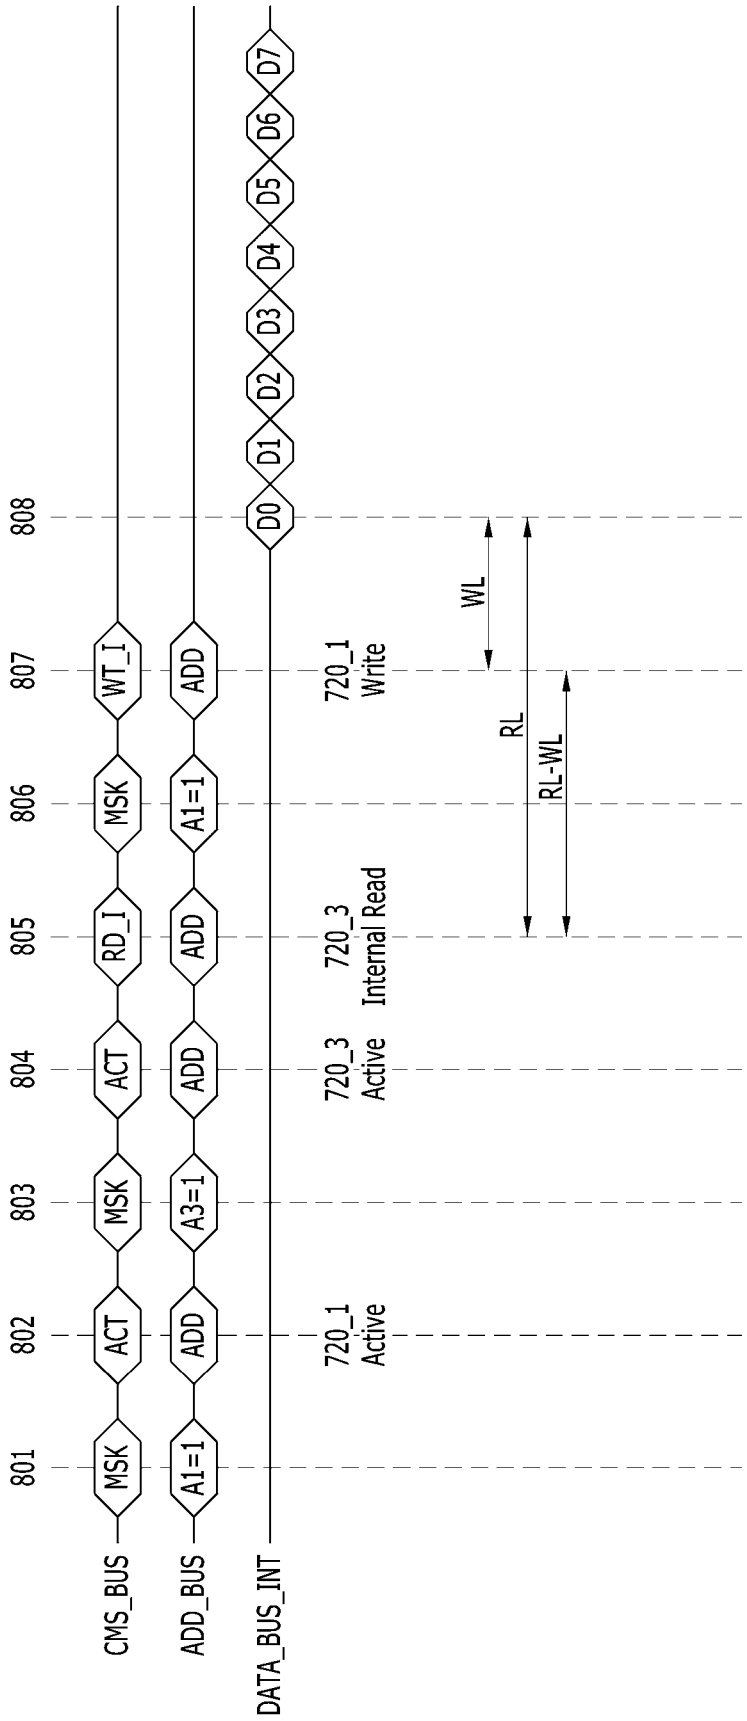 801 802 803 804 805 806 807 808
CMS_BUS MSK ACT MSK ACT RD_I MSK WT_I
ADD_BUS A1=1 ADD A3=1 ADD ADD A1=1 ADD
DATA_BUS_INT D0 D1 D2 D3 D4 D5 D6 D7
720_1 720_3 720_3 720_1
Active Active Internal Read Write
WL
RL
RL-WL